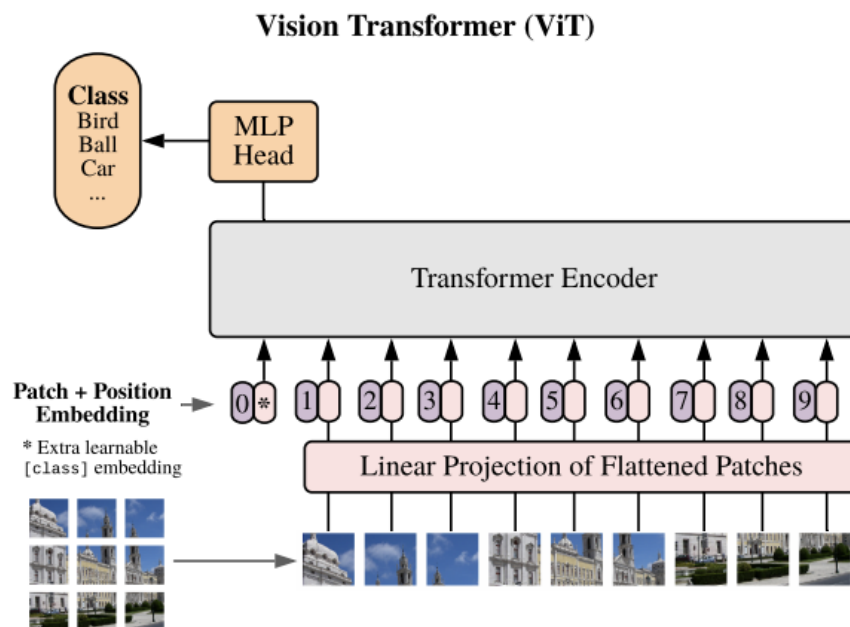 Vision Transformer (ViT)
Class
Bird
Ball
Car
...
MLP
Head
Transformer Encoder
Patch + Position
Embedding
0 * 1 2 3 4 5 6 7 8 9
* Extra learnable
[class] embedding
Linear Projection of Flattened Patches